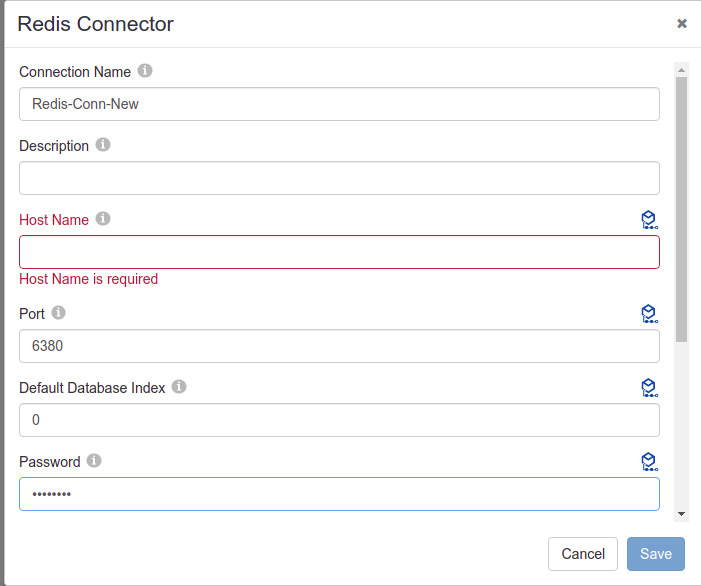 Redis Connector
Connection Name
Redis-Conn-New
Description
Host Name
Host Name is required
Port
6380
Default Database Index
0
Password
••••••••
Cancel
Save